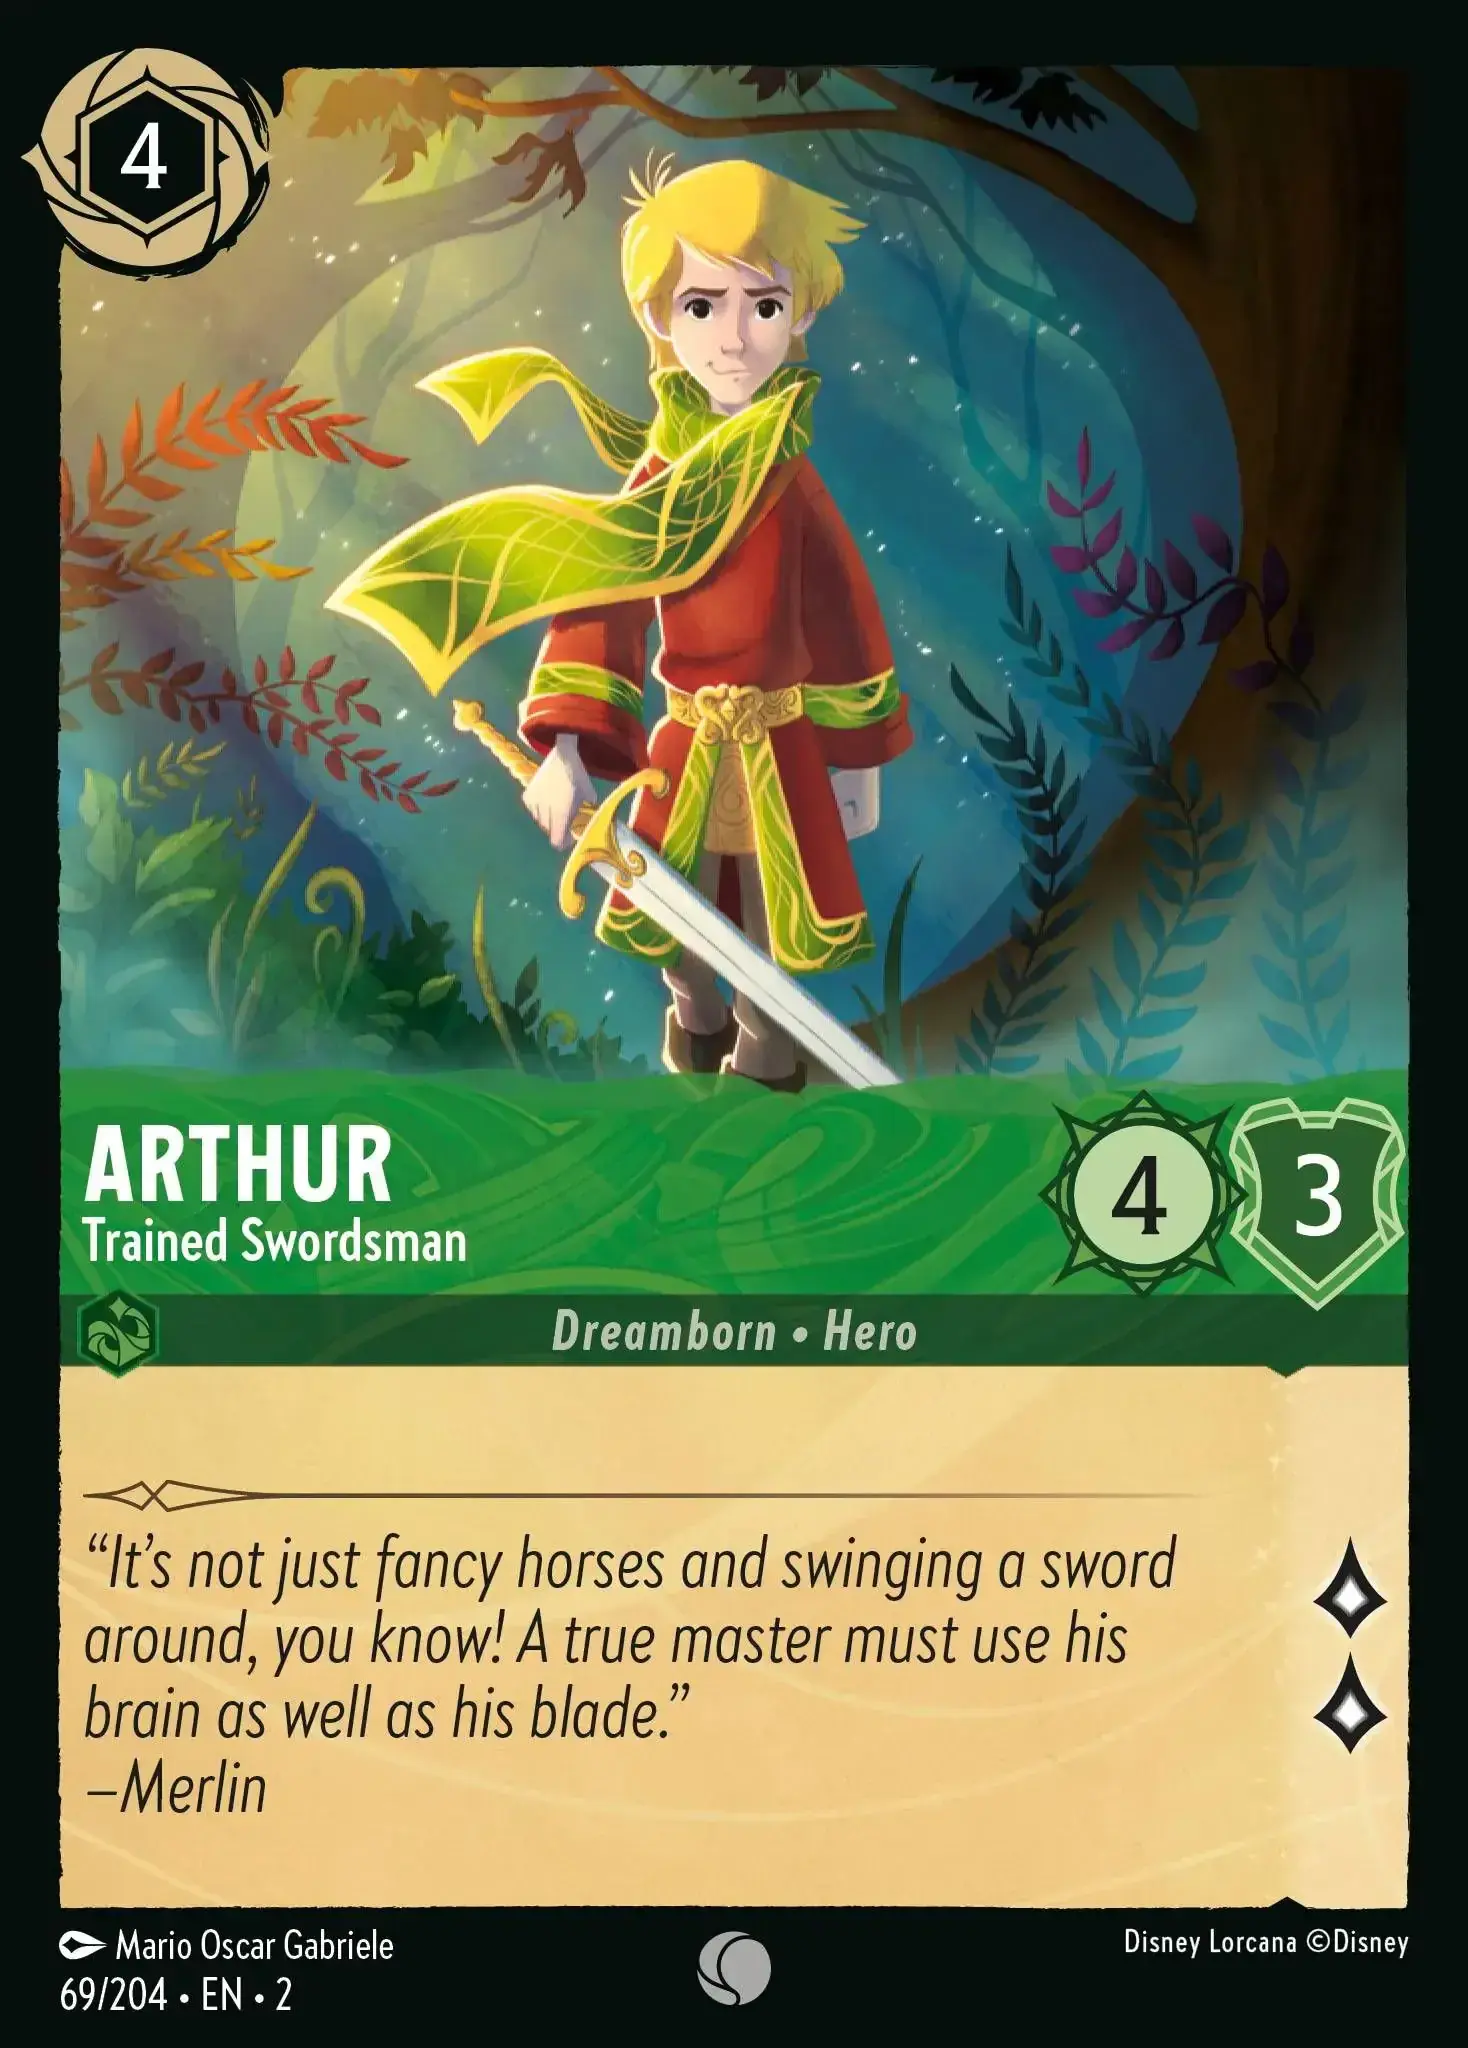 4
ARTHUR
Trained Swordsman
4
3
Dreamborn • Hero
“It’s not just fancy horses and swinging a sword
around, you know! A true master must use his
brain as well as his blade.”
–Merlin
Mario Oscar Gabriele
Disney Lorcana ©Disney
69/204 • EN • 2